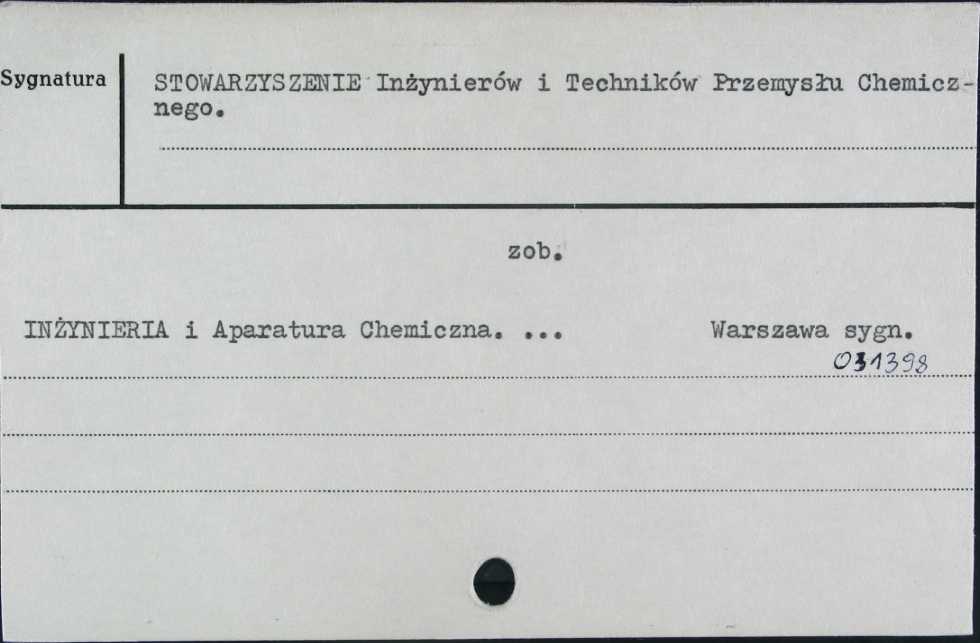 Sygnatura
STOWARZYSZENIE Inżynierów i Techników Przemysłu Chemicz-
nego.
zob.
INŻYNIERIA i Aparatura Chemiczna. ... Warszawa sygn.
031398